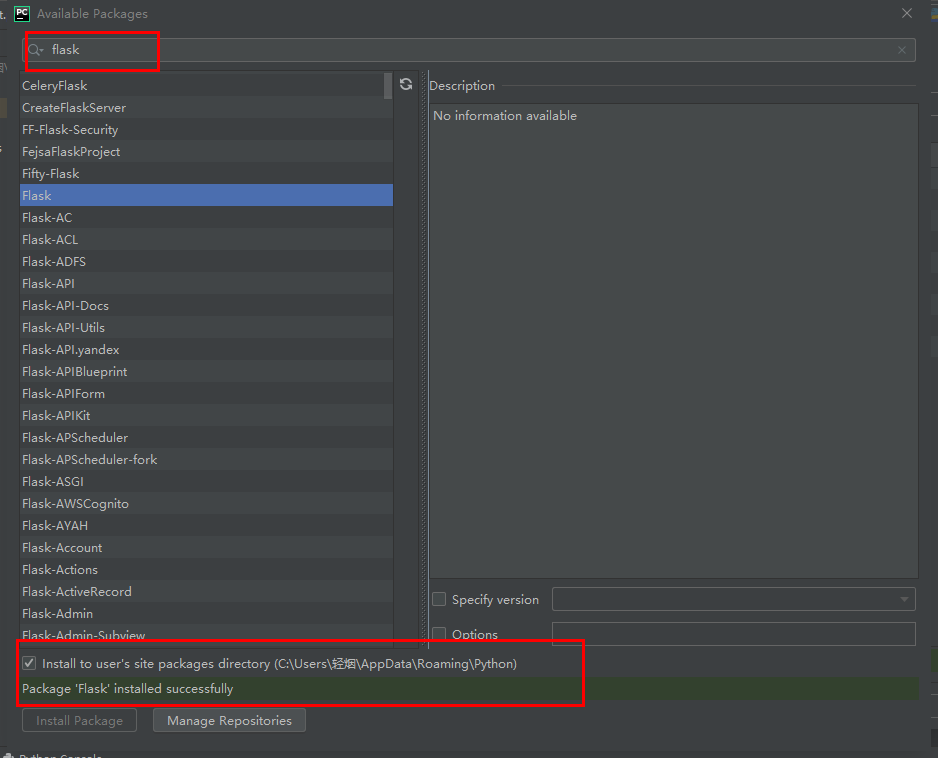 Available Packages
flask
CeleryFlask
CreateFlaskServer
FF-Flask-Security
FejsaFlaskProject
Fifty-Flask
Flask
Flask-AC
Flask-ACL
Flask-ADFS
Flask-API
Flask-API-Docs
Flask-API-Utils
Flask-API.yandex
Flask-APIBlueprint
Flask-APIForm
Flask-APIKit
Flask-APScheduler
Flask-APScheduler-fork
Flask-ASGI
Flask-AWSCognito
Flask-AYAH
Flask-Account
Flask-Actions
Flask-ActiveRecord
Flask-Admin
Flask-Admin-Subview
Description
No information available
Specify version
Options
Install to user's site packages directory (C:\Users\轻烟\AppData\Roaming\Python)
Package 'Flask' installed successfully
Install Package
Manage Repositories
Python Console